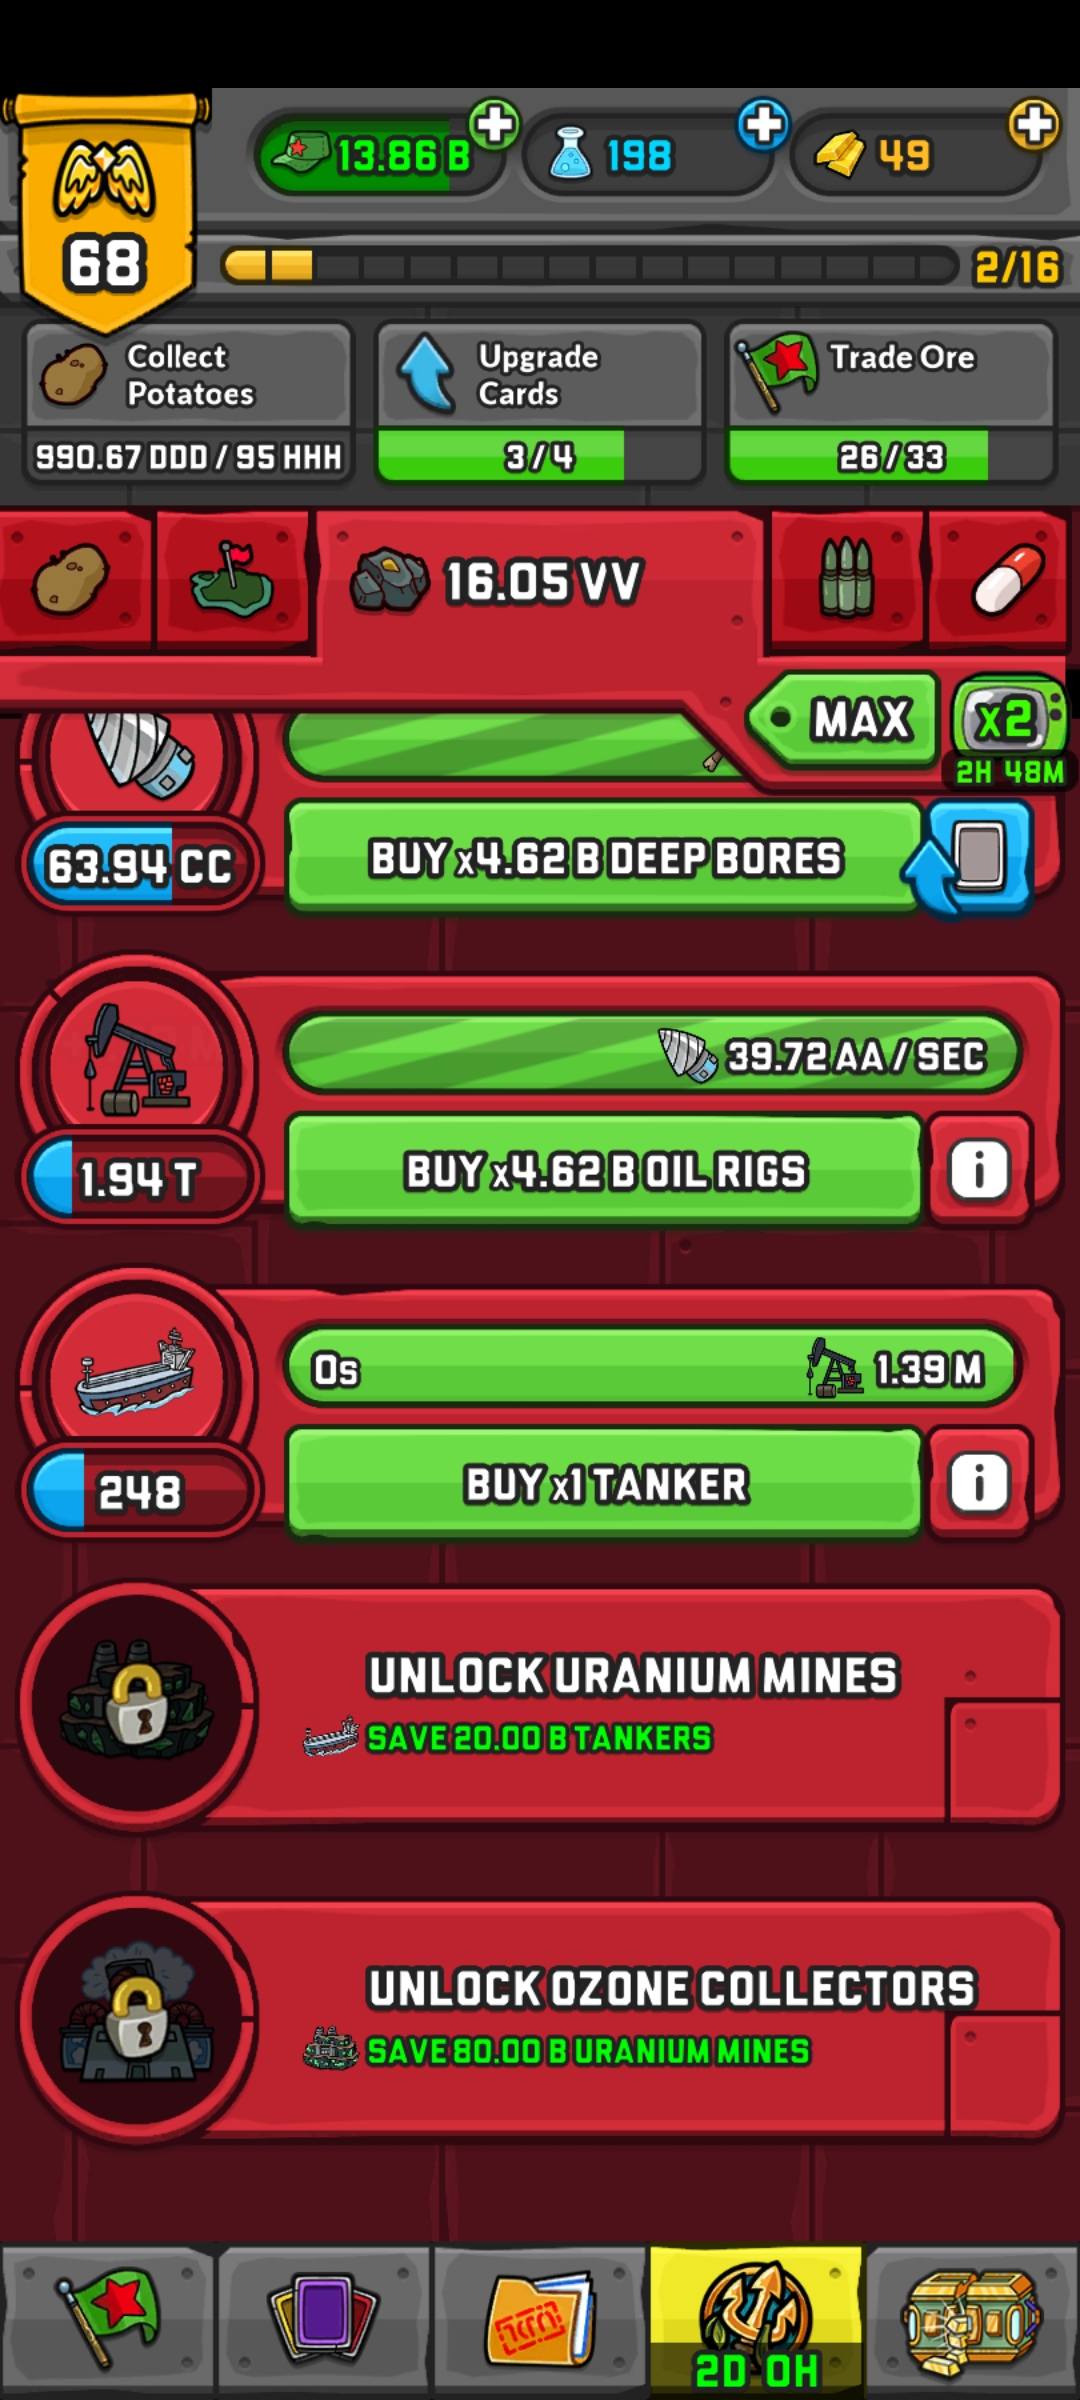 13.86 B
198
49
68
2/16
Collect
Potatoes
990.67 DDD / 95 HHH
Upgrade
Cards
3/4
Trade Ore
26/33
16.05 VV
MAX
x2
2H 48M
63.94 CC
BUY x4.62 B DEEP BORES
39.72 AA / SEC
1.94 T
BUY x4.62 B OIL RIGS
i
0s
1.39 M
248
BUY x1 TANKER
i
UNLOCK URANIUM MINES
SAVE 20.00 B TANKERS
UNLOCK OZONE COLLECTORS
SAVE 80.00 B URANIUM MINES
2D 0H